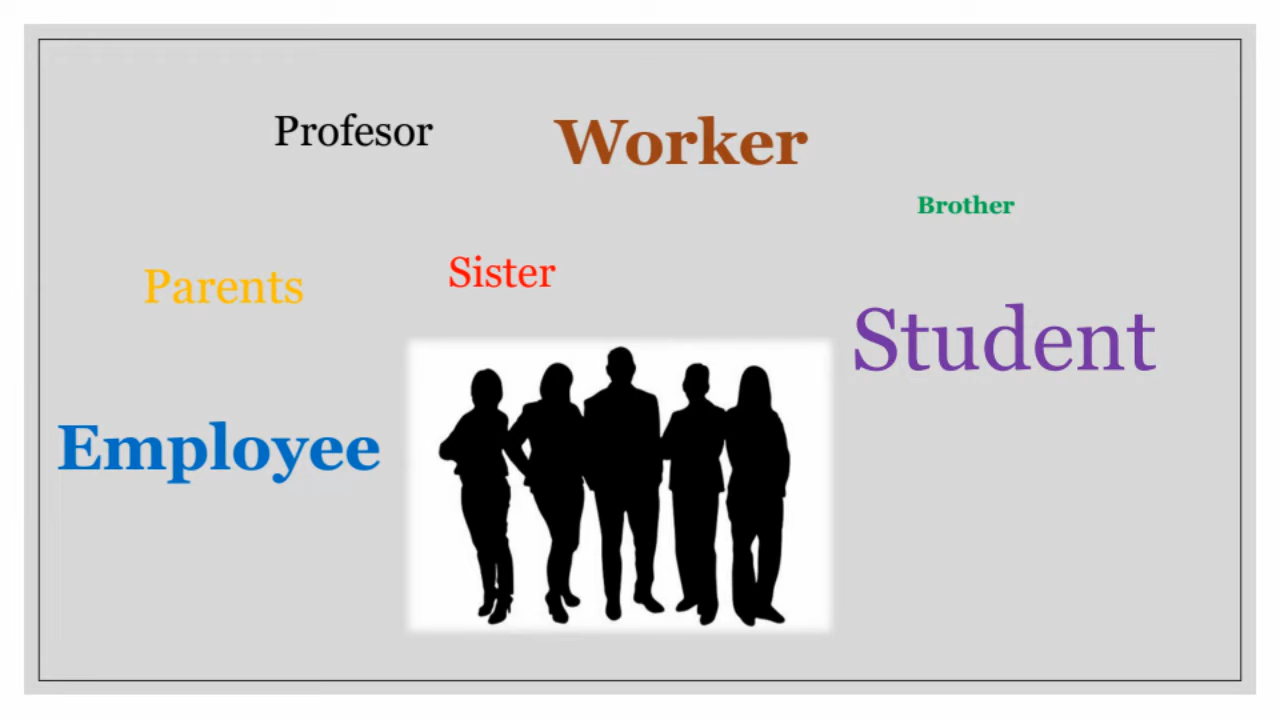 Profesor
Worker
Brother
Parents
Sister
Student
Employee